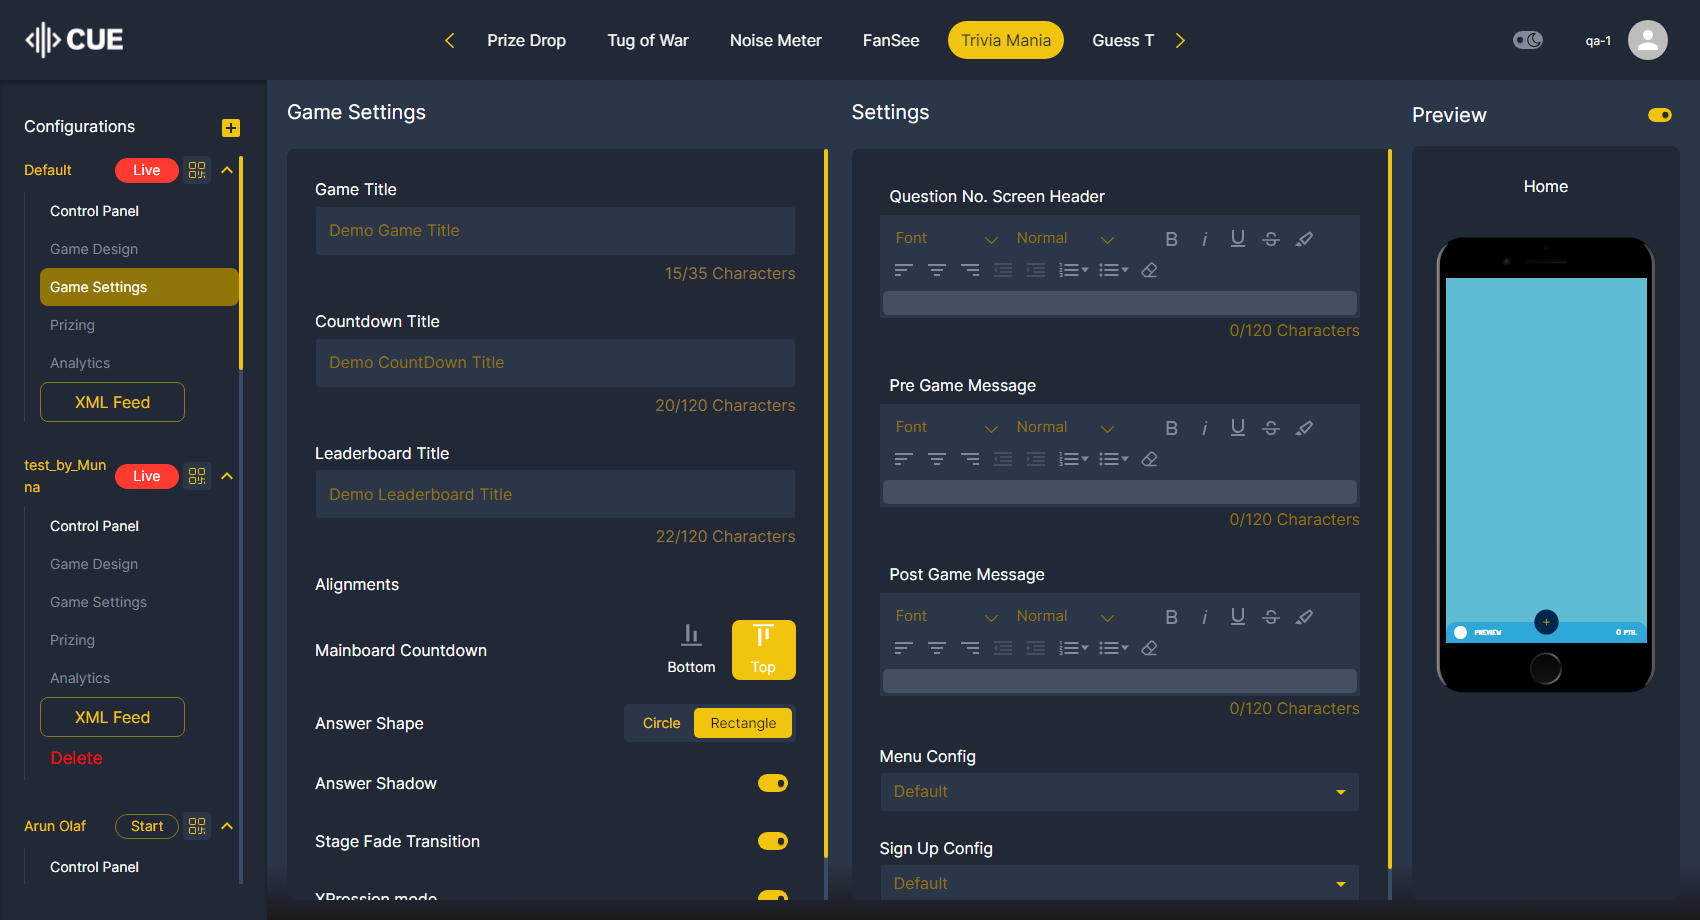 CUE
Prize Drop
Tug of War
Noise Meter
FanSee
Trivia Mania
Guess T
qa-1
Configurations
Default
Live
Control Panel
Game Design
Game Settings
Prizing
Analytics
XML Feed
test_by_Mun
na
Live
Control Panel
Game Design
Game Settings
Prizing
Analytics
XML Feed
Delete
Arun Olaf
Start
Control Panel
Game Settings
Game Title
Demo Game Title
15/35 Characters
Countdown Title
Demo CountDown Title
20/120 Characters
Leaderboard Title
Demo Leaderboard Title
22/120 Characters
Alignments
Mainboard Countdown
Bottom
Top
Answer Shape
Circle
Rectangle
Answer Shadow
Stage Fade Transition
XPression mode
Settings
Question No. Screen Header
Font
Normal
0/120 Characters
Pre Game Message
Font
Normal
0/120 Characters
Post Game Message
Font
Normal
0/120 Characters
Menu Config
Default
Sign Up Config
Default
Preview
Home
PREVIEW
0 PTS.